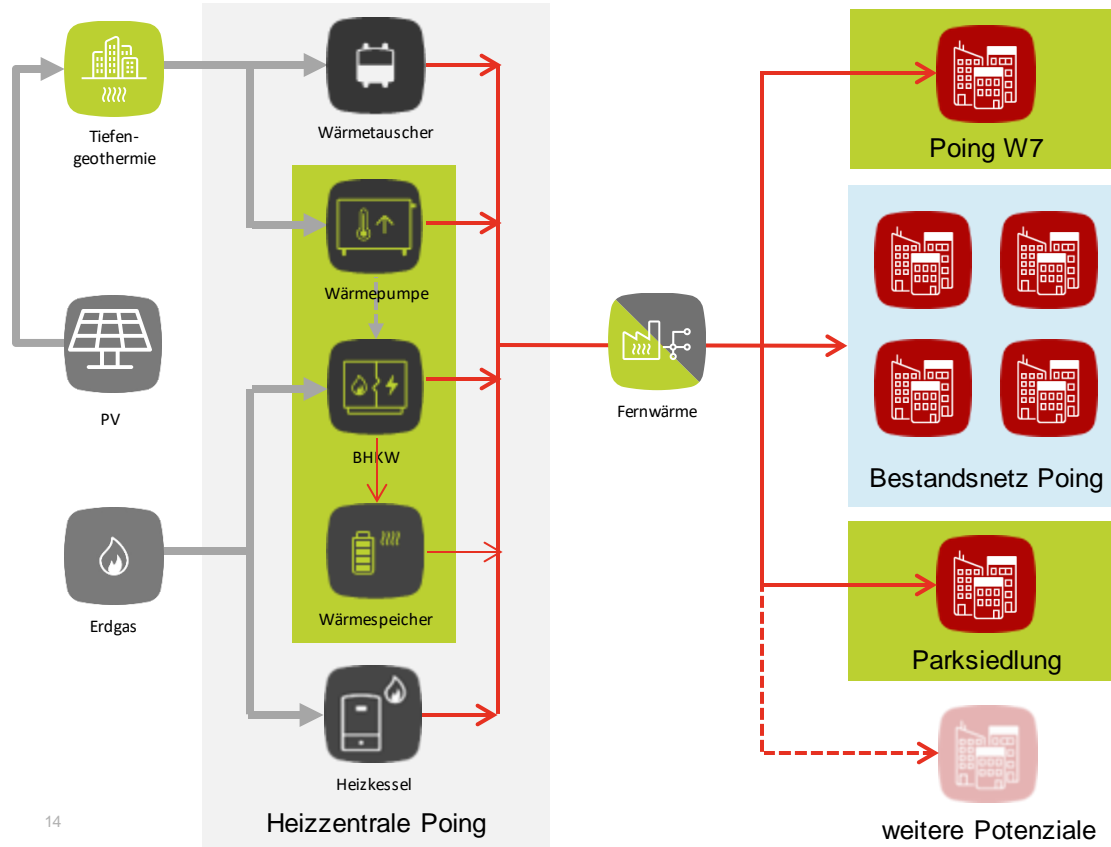 Tiefen-
geothermie
PV
Erdgas
Wärmetauscher
Wärmepumpe
BHKW
Wärmespeicher
Heizkessel
Heizzentrale Poing
Fernwärme
Poing W7
Bestandsnetz Poing
Parksiedlung
weitere Potenziale
14